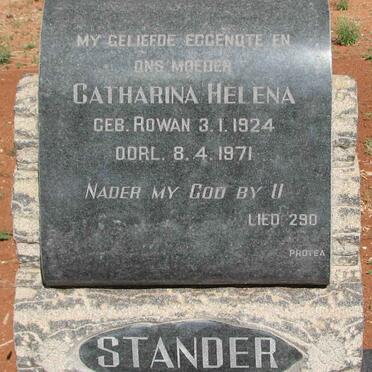 MY GELIEFDE EGGENOTE EN
ONS MOEDER
CATHARINA HELENA
GEB. ROWAN 3.1.1924
OORL. 8.4.1971
NADER MY GOD BY U
LIED 290
PROTEA
STANDER